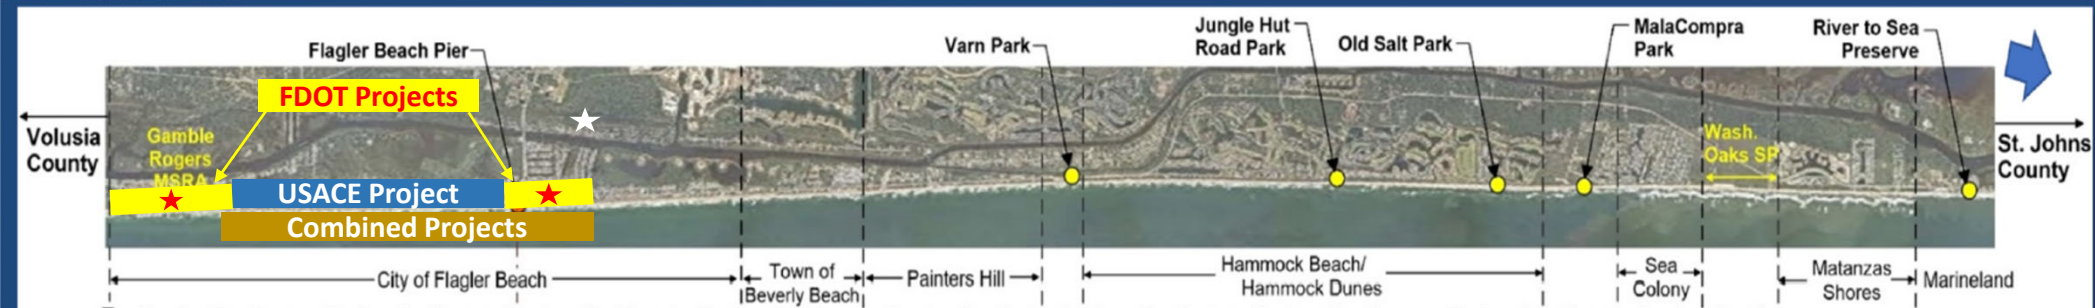 Flagler Beach Pier
Varn Park
Jungle Hut
Road Park
Old Salt Park
MalaCompra
Park
River to Sea
Preserve
FDOT Projects
Volusia
County
Gamble
Rogers
MSRA
Wash.
Oaks SP
St. Johns
County
USACE Project
Combined Projects
City of Flagler Beach
Town of
Beverly Beach
Painters Hill
Hammock Beach/
Hammock Dunes
Sea
Colony
Matanzas
Shores
Marineland